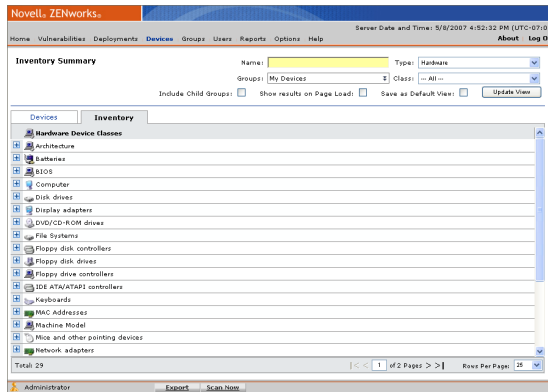 Novell® ZENworks®
Server Date and Time: 5/8/2007 4:52:32 PM (UTC-07:0
Home Vulnerabilities Deployments Devices Groups Users Reports Options Help About Log O
Inventory Summary
Name: Type: Hardware
Groups: My Devices Class: --- All ---
Include Child Groups: Show results on Page Load: Save as Default View: Update View
Devices Inventory
Hardware Device Classes
Architecture
Batteries
BIOS
Computer
Disk drives
Display adapters
DVD/CD-ROM drives
File Systems
Floppy disk controllers
Floppy disk drives
Floppy drive controllers
IDE ATA/ATAPI controllers
Keyboards
MAC Addresses
Machine Model
Mice and other pointing devices
Network adapters
Total: 29 |< < 1 of 2 Pages > >| Rows Per Page: 25
Administrator Export Scan Now